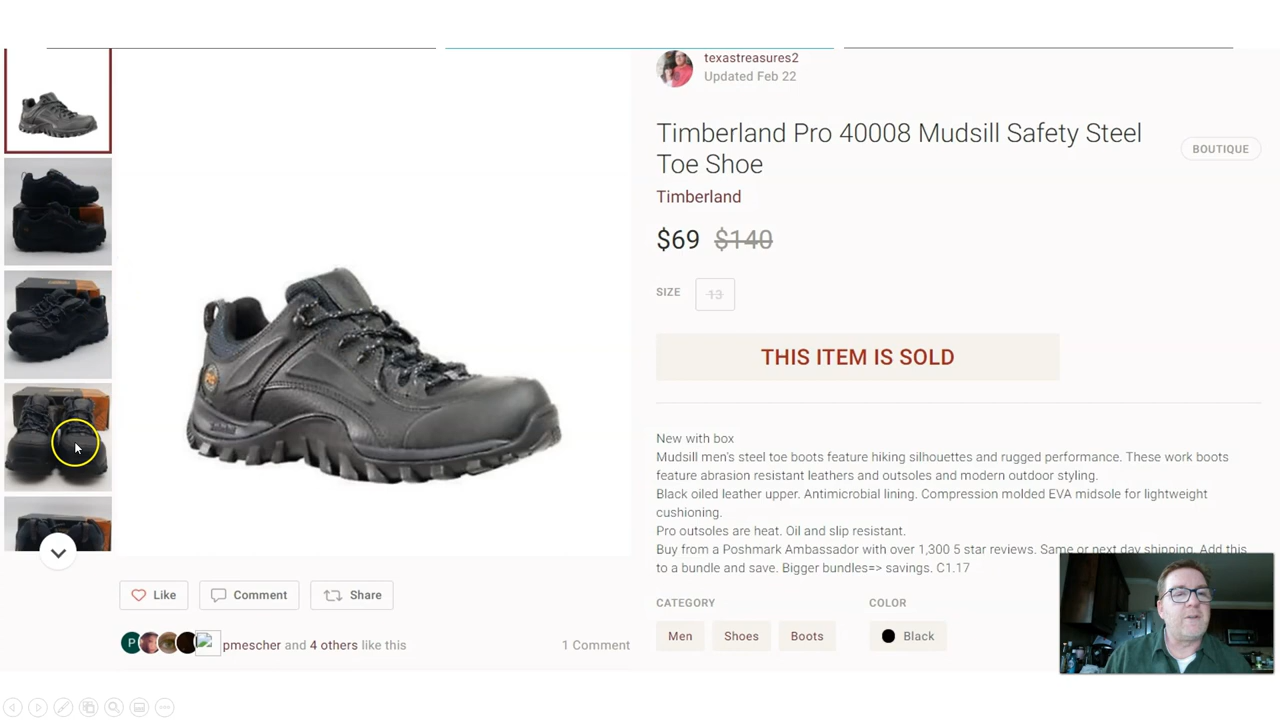 texastreasures2
Updated Feb 22
Timberland Pro 40008 Mudsill Safety Steel
Toe Shoe
BOUTIQUE
Timberland
$69 $140
SIZE 13
THIS ITEM IS SOLD
New with box
Mudsill men's steel toe boots feature hiking silhouettes and rugged performance. These work boots
feature abrasion resistant leathers and outsoles and modern outdoor styling.
Black oiled leather upper. Antimicrobial lining. Compression molded EVA midsole for lightweight
cushioning.
Pro outsoles are heat. Oil and slip resistant.
Buy from a Poshmark Ambassador with over 1,300 5 star reviews. Same or next day shipping. Add this
to a bundle and save. Bigger bundles=> savings. C1.17
Like
Comment
Share
CATEGORY
COLOR
Men
Shoes
Boots
Black
P
pmescher and 4 others like this
1 Comment